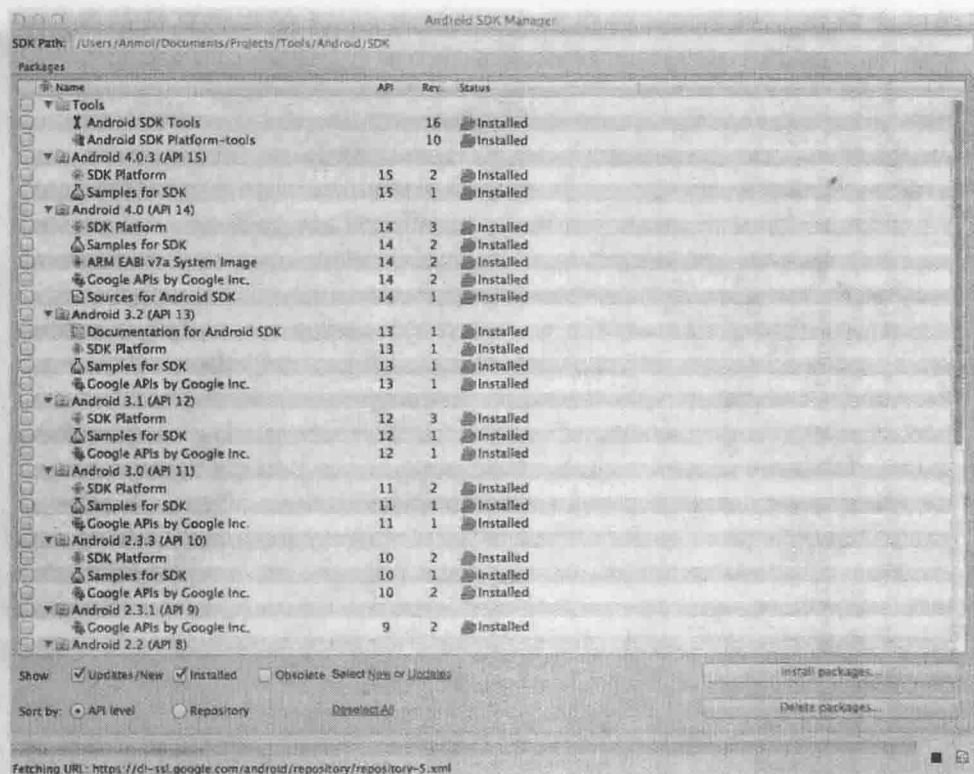 Android SDK Manager
SDK Path: /Users/Anmol/Documents/Projects/Tools/Android/SDK
Packages
Name API Rev. Status
Tools
Android SDK Tools 16 Installed
Android SDK Platform-tools 10 Installed
Android 4.0.3 (API 15)
SDK Platform 15 2 Installed
Samples for SDK 15 1 Installed
Android 4.0 (API 14)
SDK Platform 14 3 Installed
Samples for SDK 14 2 Installed
ARM EABI v7a System Image 14 2 Installed
Google APIs by Google Inc. 14 2 Installed
Sources for Android SDK 14 1 Installed
Android 3.2 (API 13)
Documentation for Android SDK 13 1 Installed
SDK Platform 13 1 Installed
Samples for SDK 13 1 Installed
Google APIs by Google Inc. 13 1 Installed
Android 3.1 (API 12)
SDK Platform 12 3 Installed
Samples for SDK 12 1 Installed
Google APIs by Google Inc. 12 1 Installed
Android 3.0 (API 11)
SDK Platform 11 2 Installed
Samples for SDK 11 1 Installed
Google APIs by Google Inc. 11 1 Installed
Android 2.3.3 (API 10)
SDK Platform 10 2 Installed
Samples for SDK 10 1 Installed
Google APIs by Google Inc. 10 2 Installed
Android 2.3.1 (API 9)
Google APIs by Google Inc. 9 2 Installed
Android 2.2 (API 8)
Show: Updates/New Installed Obsolete Select New or Updates Install packages...
Sort by: API level Repository Deselect All Delete packages...
Fetching URL: https://dl-ssl.google.com/android/repository/repository-5.xml